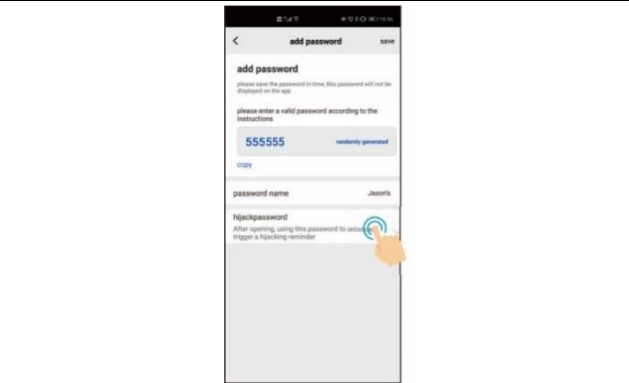 add password
save
add password
please save the password in time, this password will not be
displayed on the app
please enter a valid password according to the
instructions
555555
randomly generated
copy
password name
Jason's
hijackpassword
After opening, using this password to
trigger a hijacking reminder